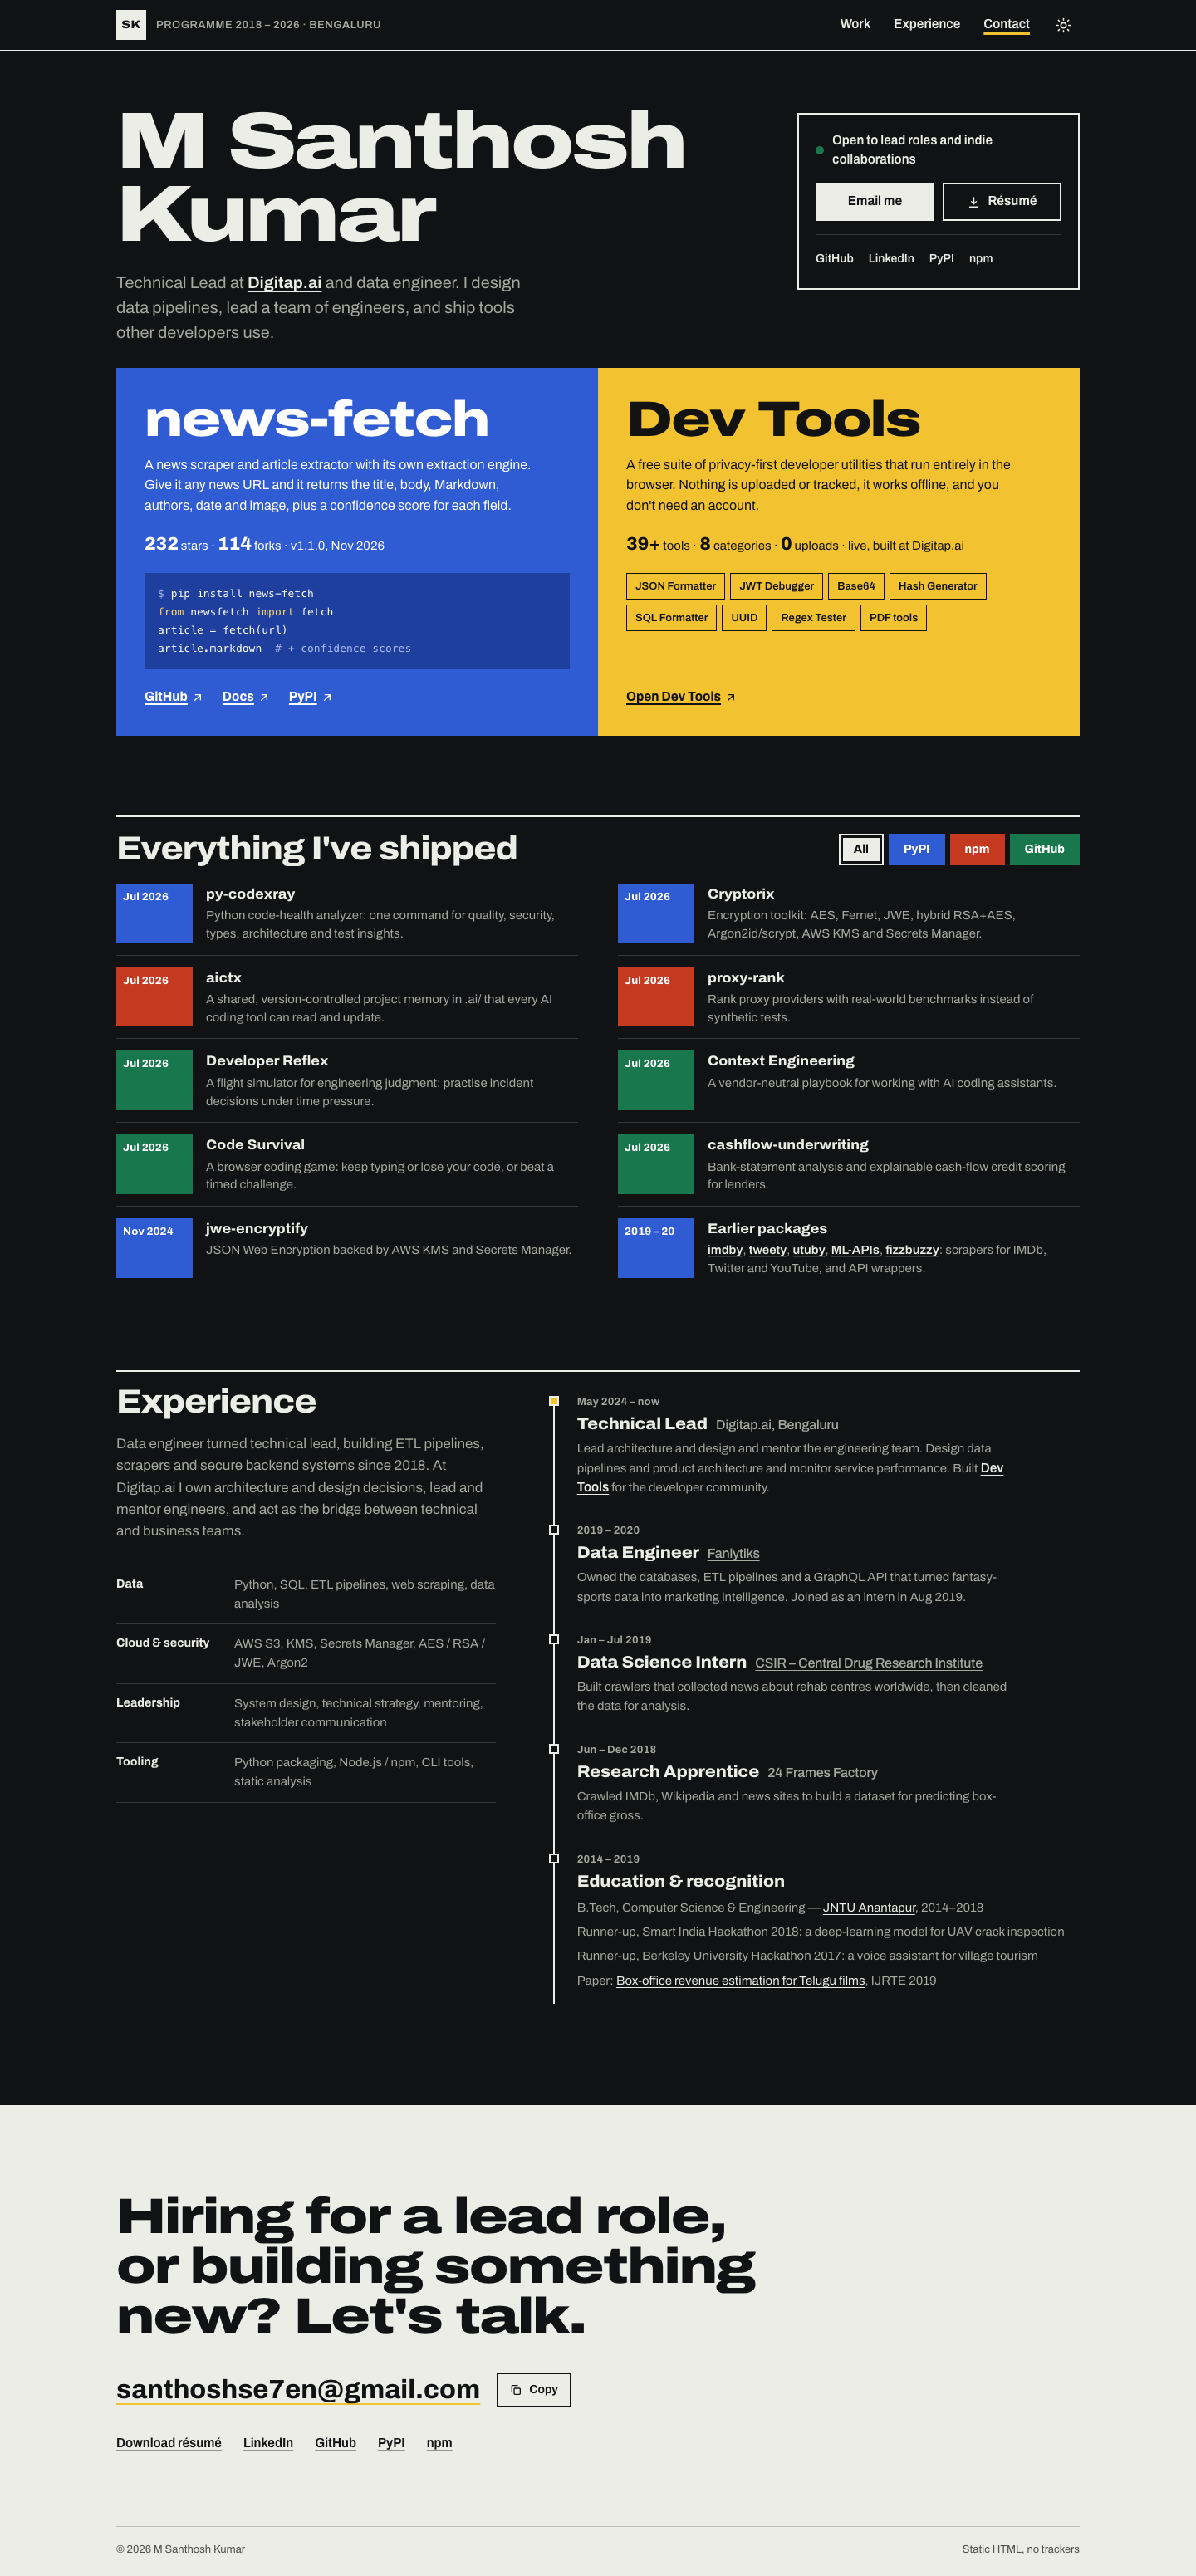 SK PROGRAMME 2018 – 2026 · BENGALURU
Work Experience Contact
M Santhosh
Kumar
Technical Lead at Digitap.ai and data engineer. I design
data pipelines, lead a team of engineers, and ship tools
other developers use.
Open to lead roles and indie
collaborations
Email me Résumé
GitHub LinkedIn PyPI npm
news-fetch
A news scraper and article extractor with its own extraction engine.
Give it any news URL and it returns the title, body, Markdown,
authors, date and image, plus a confidence score for each field.
232 stars · 114 forks · v1.1.0, Nov 2026
$ pip install news-fetch
from newsfetch import fetch
article = fetch(url)
article.markdown # + confidence scores
GitHub Docs PyPI
Dev Tools
A free suite of privacy-first developer utilities that run entirely in the
browser. Nothing is uploaded or tracked, it works offline, and you
don't need an account.
39+ tools · 8 categories · 0 uploads · live, built at Digitap.ai
JSON Formatter JWT Debugger Base64 Hash Generator
SQL Formatter UUID Regex Tester PDF tools
Open Dev Tools
Everything I've shipped
All PyPI npm GitHub
Jul 2026 py-codexray
Python code-health analyzer: one command for quality, security,
types, architecture and test insights.
Jul 2026 Cryptorix
Encryption toolkit: AES, Fernet, JWE, hybrid RSA+AES,
Argon2id/scrypt, AWS KMS and Secrets Manager.
Jul 2026 aictx
A shared, version-controlled project memory in .ai/ that every AI
coding tool can read and update.
Jul 2026 proxy-rank
Rank proxy providers with real-world benchmarks instead of
synthetic tests.
Jul 2026 Developer Reflex
A flight simulator for engineering judgment: practise incident
decisions under time pressure.
Jul 2026 Context Engineering
A vendor-neutral playbook for working with AI coding assistants.
Jul 2026 Code Survival
A browser coding game: keep typing or lose your code, or beat a
timed challenge.
Jul 2026 cashflow-underwriting
Bank-statement analysis and explainable cash-flow credit scoring
for lenders.
Nov 2024 jwe-encryptify
JSON Web Encryption backed by AWS KMS and Secrets Manager.
2019 – 20 Earlier packages
imdby, tweety, utuby, ML-APIs, fizzbuzzy: scrapers for IMDb,
Twitter and YouTube, and API wrappers.
Experience
Data engineer turned technical lead, building ETL pipelines,
scrapers and secure backend systems since 2018. At
Digitap.ai I own architecture and design decisions, lead and
mentor engineers, and act as the bridge between technical
and business teams.
Data Python, SQL, ETL pipelines, web scraping, data
analysis
Cloud & security AWS S3, KMS, Secrets Manager, AES / RSA /
JWE, Argon2
Leadership System design, technical strategy, mentoring,
stakeholder communication
Tooling Python packaging, Node.js / npm, CLI tools,
static analysis
May 2024 – now
Technical Lead Digitap.ai, Bengaluru
Lead architecture and design and mentor the engineering team. Design data
pipelines and product architecture and monitor service performance. Built Dev
Tools for the developer community.
2019 – 2020
Data Engineer Fanlytiks
Owned the databases, ETL pipelines and a GraphQL API that turned fantasy-
sports data into marketing intelligence. Joined as an intern in Aug 2019.
Jan – Jul 2019
Data Science Intern CSIR – Central Drug Research Institute
Built crawlers that collected news about rehab centres worldwide, then cleaned
the data for analysis.
Jun – Dec 2018
Research Apprentice 24 Frames Factory
Crawled IMDb, Wikipedia and news sites to build a dataset for predicting box-
office gross.
2014 – 2019
Education & recognition
B.Tech, Computer Science & Engineering — JNTU Anantapur, 2014–2018
Runner-up, Smart India Hackathon 2018: a deep-learning model for UAV crack inspection
Runner-up, Berkeley University Hackathon 2017: a voice assistant for village tourism
Paper: Box-office revenue estimation for Telugu films, IJRTE 2019
Hiring for a lead role,
or building something
new? Let's talk.
santhoshse7en@gmail.com Copy
Download résumé LinkedIn GitHub PyPI npm
© 2026 M Santhosh Kumar Static HTML, no trackers